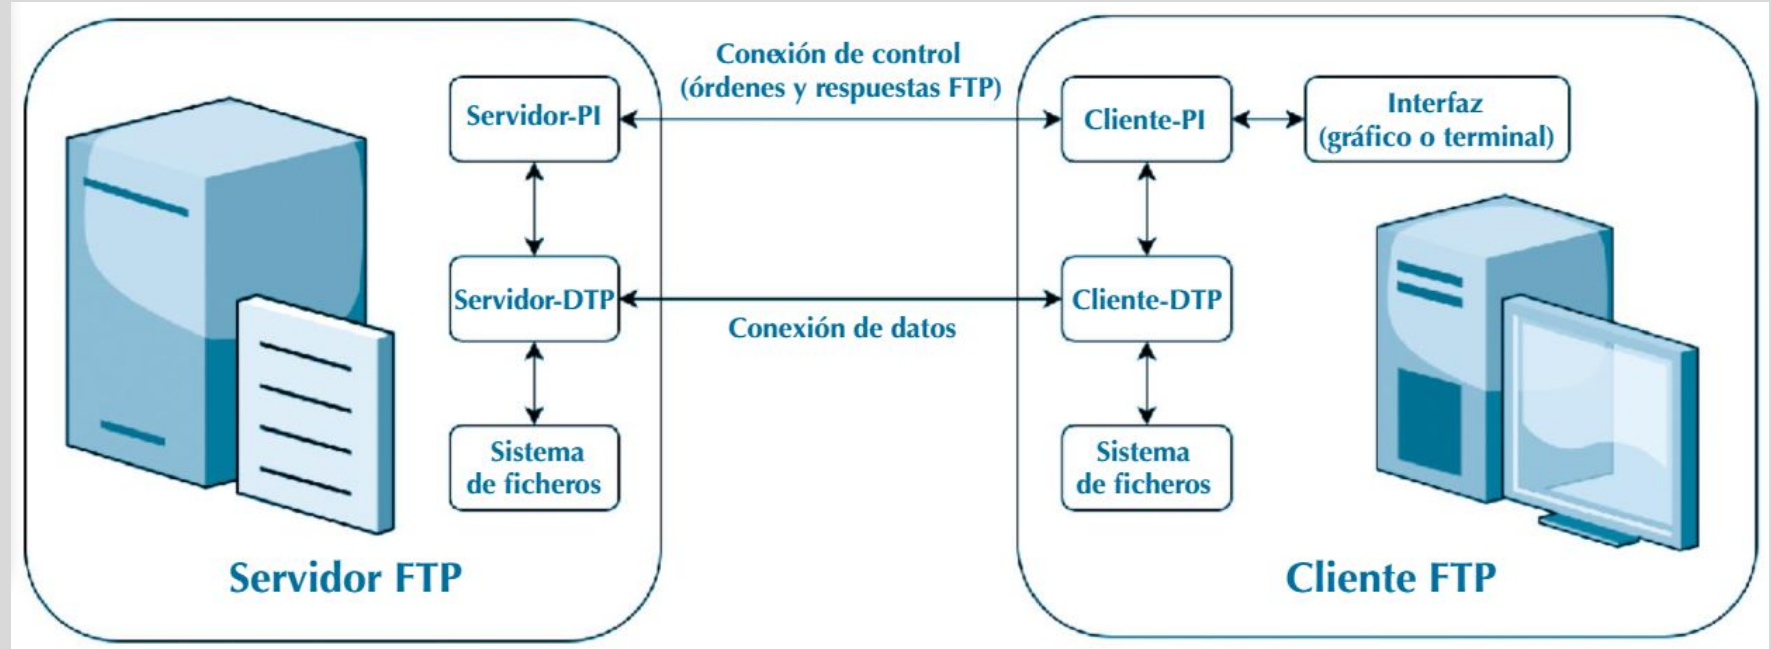 Conexión de control
(órdenes y respuestas FTP)
Servidor-PI
Cliente-PI
Interfaz
(gráfico o terminal)
Servidor-DTP
Cliente-DTP
Conexión de datos
Sistema
de ficheros
Sistema
de ficheros
Servidor FTP
Cliente FTP